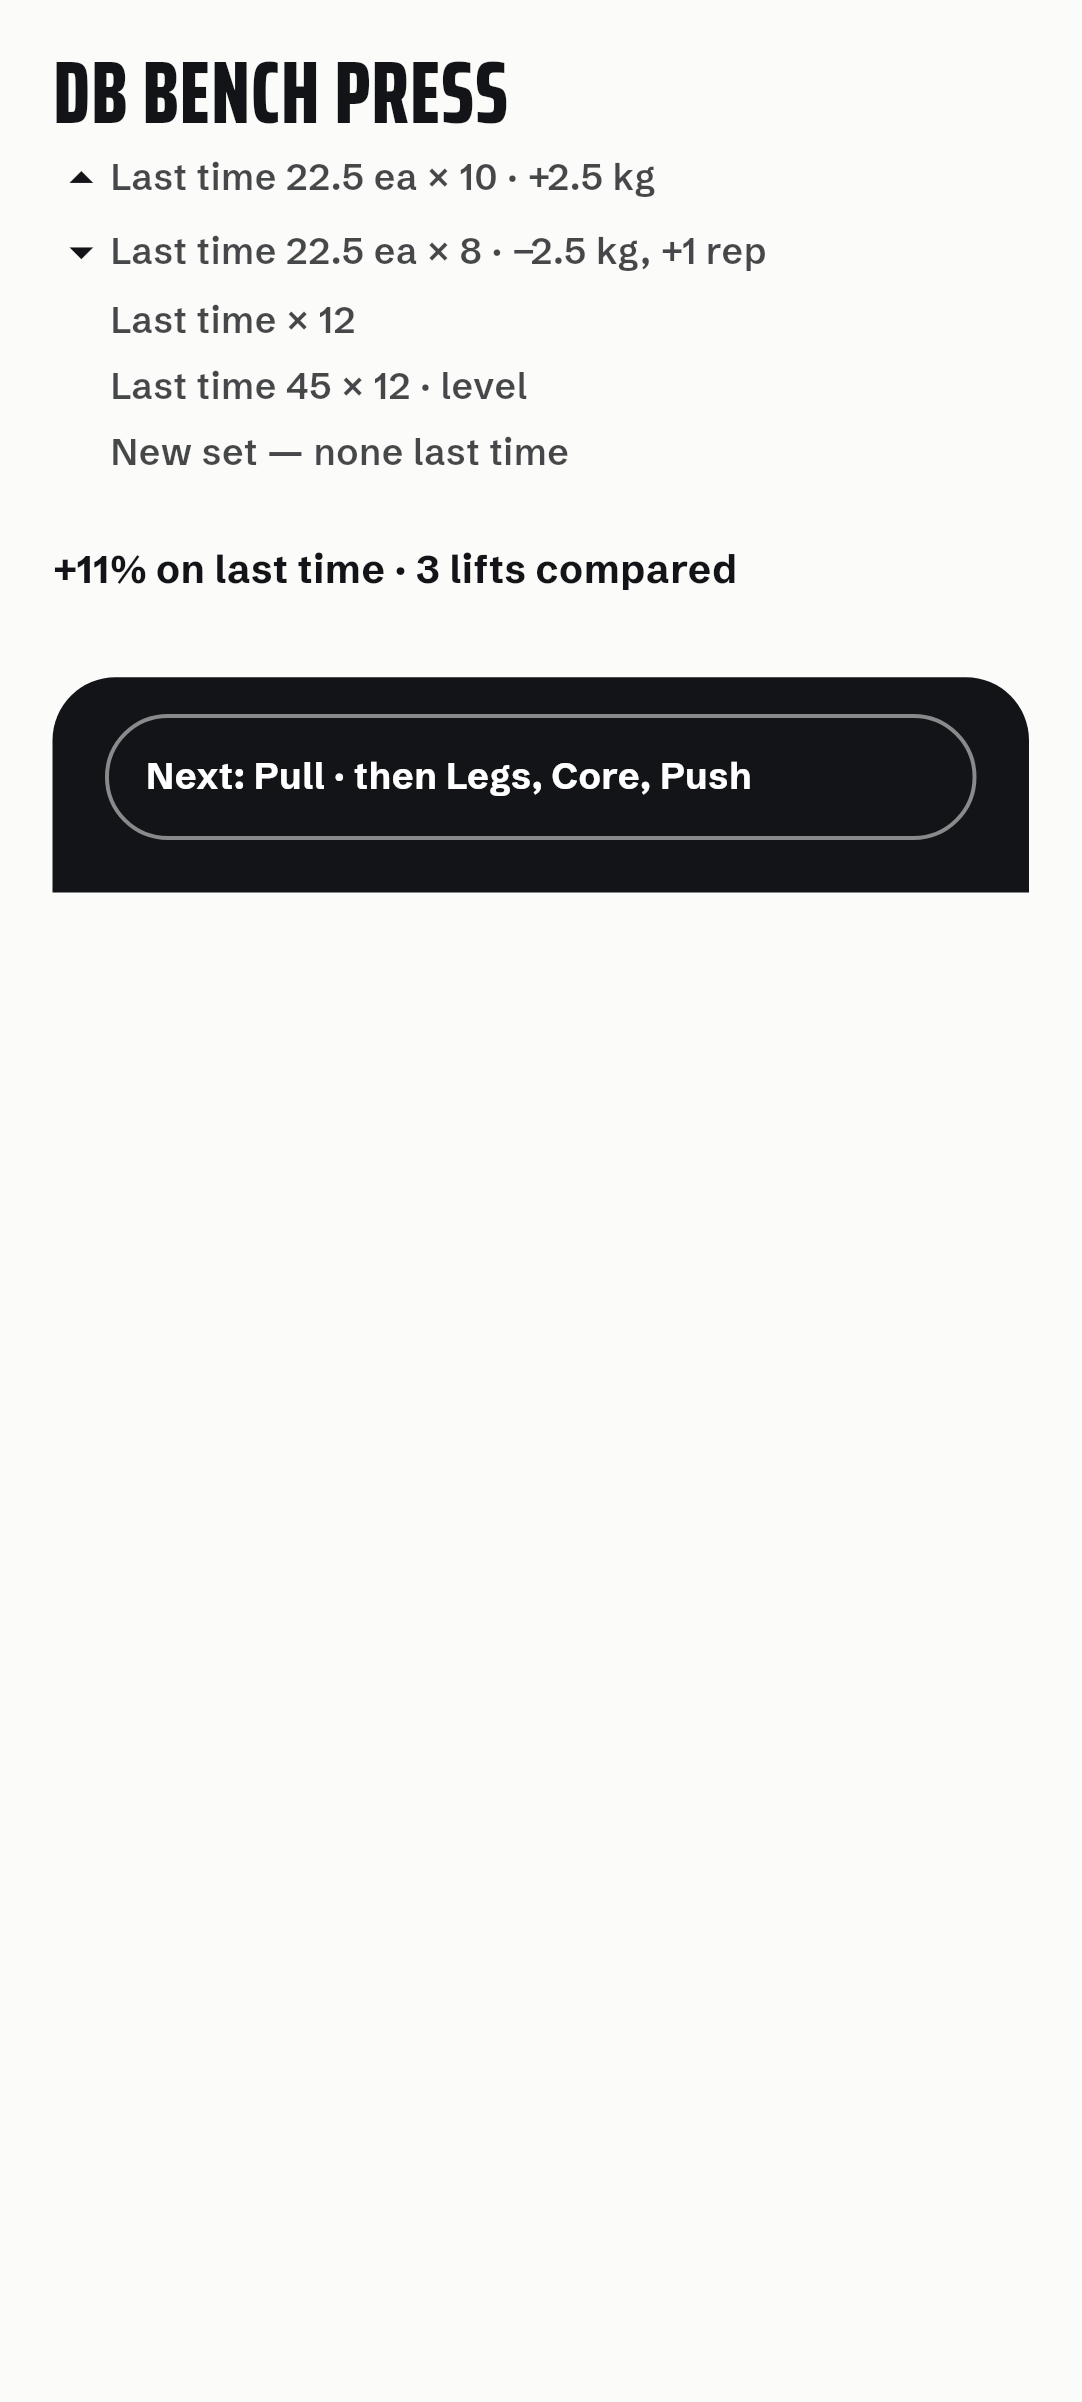 DB BENCH PRESS
Last time 22.5 ea × 10 · +2.5 kg
Last time 22.5 ea × 8 · −2.5 kg, +1 rep
Last time × 12
Last time 45 × 12 · level
New set — none last time
+11% on last time · 3 lifts compared
Next: Pull · then Legs, Core, Push